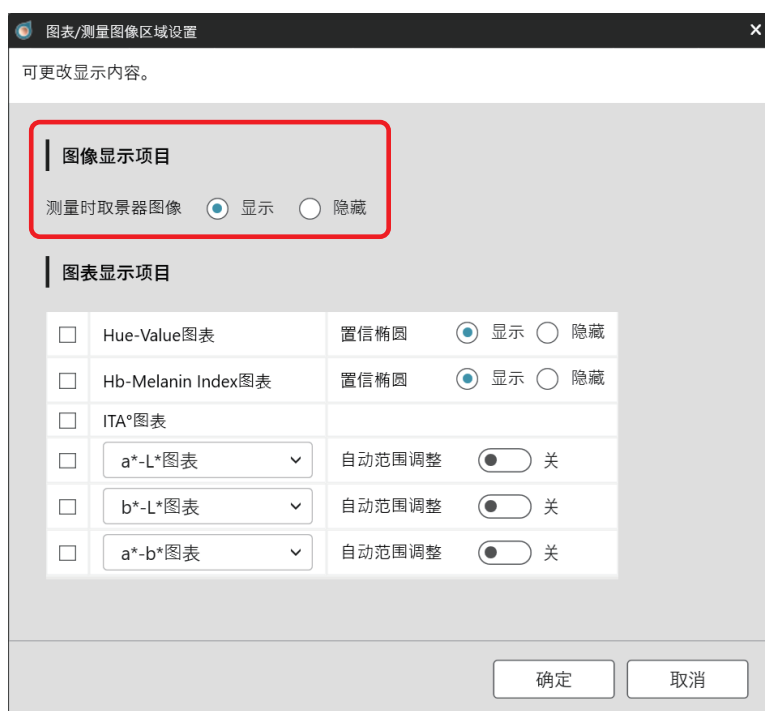 图表/测量图像区域设置
可更改显示内容。
图像显示项目
测量时取景器图像 显示 隐藏
图表显示项目
Hue-Value图表 置信椭圆 显示 隐藏
Hb-Melanin Index图表 置信椭圆 显示 隐藏
ITA°图表
a*-L*图表 自动范围调整 关
b*-L*图表 自动范围调整 关
a*-b*图表 自动范围调整 关
确定 取消